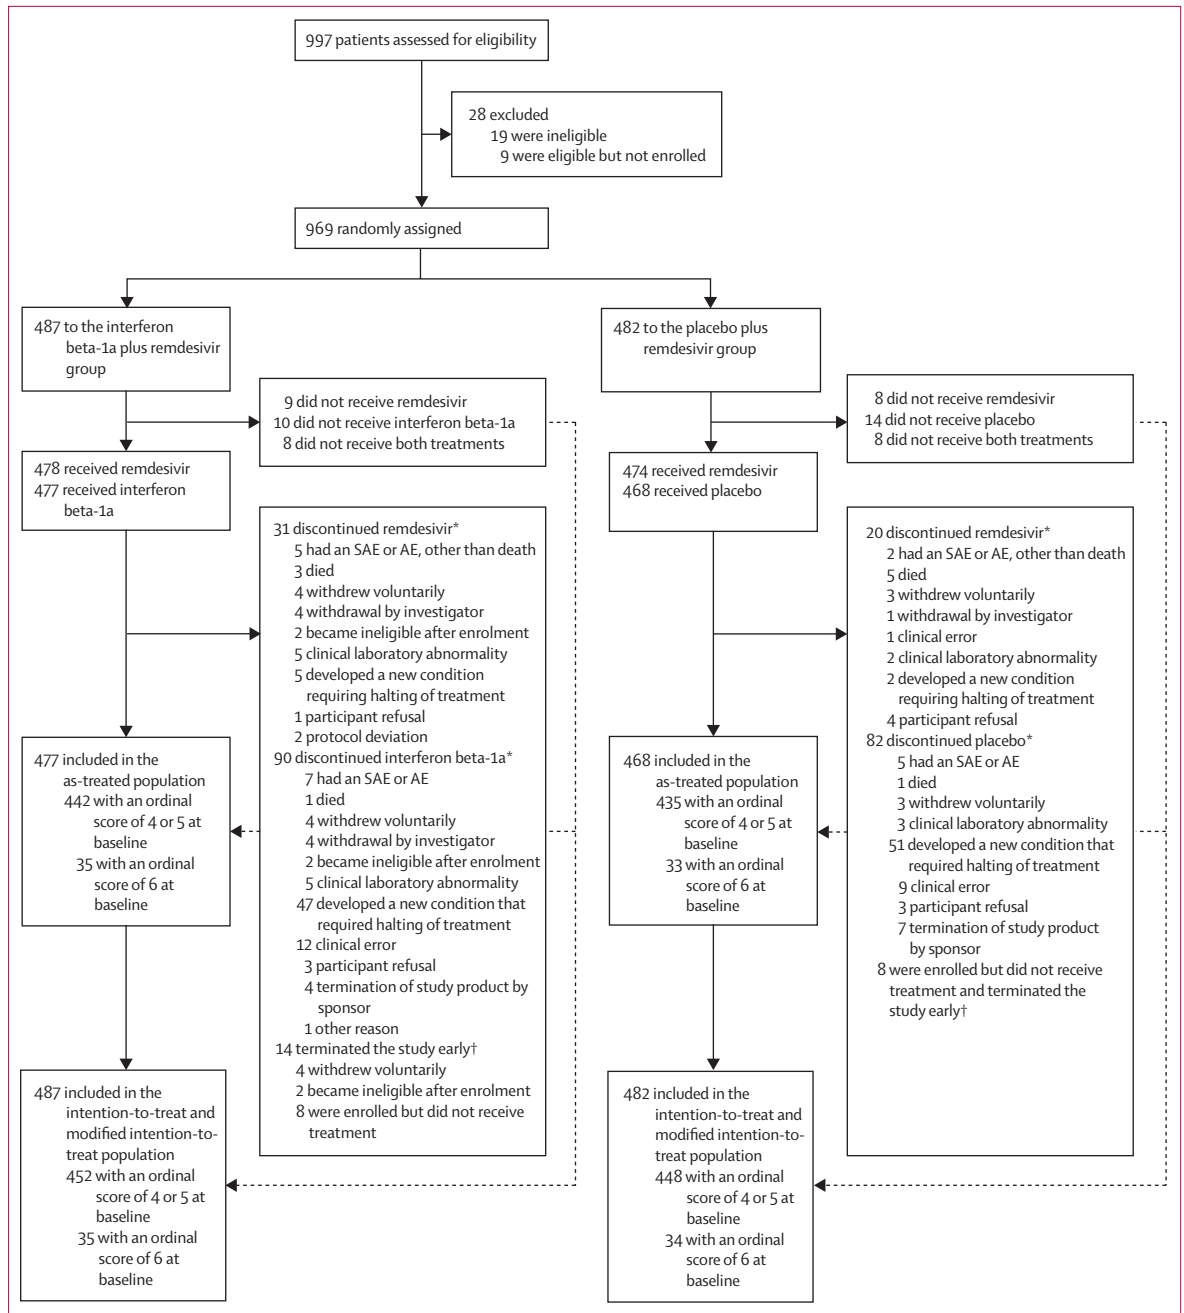 997 patients assessed for eligibility
28 excluded
19 were ineligible
9 were eligible but not enrolled
969 randomly assigned
487 to the interferon
beta-1a plus remdesivir
group
482 to the placebo plus
remdesivir group
9 did not receive remdesivir
10 did not receive interferon beta-1a
8 did not receive both treatments
8 did not receive remdesivir
14 did not receive placebo
8 did not receive both treatments
478 received remdesivir
477 received interferon
beta-1a
474 received remdesivir
468 received placebo
31 discontinued remdesivir*
5 had an SAE or AE, other than death
3 died
4 withdrew voluntarily
4 withdrawal by investigator
2 became ineligible after enrolment
5 clinical laboratory abnormality
5 developed a new condition
requiring halting of treatment
1 participant refusal
2 protocol deviation
90 discontinued interferon beta-1a*
7 had an SAE or AE
1 died
4 withdrew voluntarily
4 withdrawal by investigator
2 became ineligible after enrolment
5 clinical laboratory abnormality
47 developed a new condition that
required halting of treatment
12 clinical error
3 participant refusal
4 termination of study product by
sponsor
1 other reason
14 terminated the study early†
4 withdrew voluntarily
2 became ineligible after enrolment
8 were enrolled but did not receive
treatment
20 discontinued remdesivir*
2 had an SAE or AE, other than death
5 died
3 withdrew voluntarily
1 withdrawal by investigator
1 clinical error
2 clinical laboratory abnormality
2 developed a new condition
requiring halting of treatment
4 participant refusal
82 discontinued placebo*
5 had an SAE or AE
1 died
3 withdrew voluntarily
3 clinical laboratory abnormality
51 developed a new condition that
required halting of treatment
9 clinical error
3 participant refusal
7 termination of study product
by sponsor
8 were enrolled but did not receive
treatment and terminated the
study early†
477 included in the
as-treated population
442 with an ordinal
score of 4 or 5 at
baseline
35 with an ordinal
score of 6 at
baseline
468 included in the
as-treated population
435 with an ordinal
score of 4 or 5 at
baseline
33 with an ordinal
score of 6 at
baseline
487 included in the
intention-to-treat and
modified intention-to-
treat population
452 with an ordinal
score of 4 or 5 at
baseline
35 with an ordinal
score of 6 at
baseline
482 included in the
intention-to-treat and
modified intention-to-
treat population
448 with an ordinal
score of 4 or 5 at
baseline
34 with an ordinal
score of 6 at
baseline